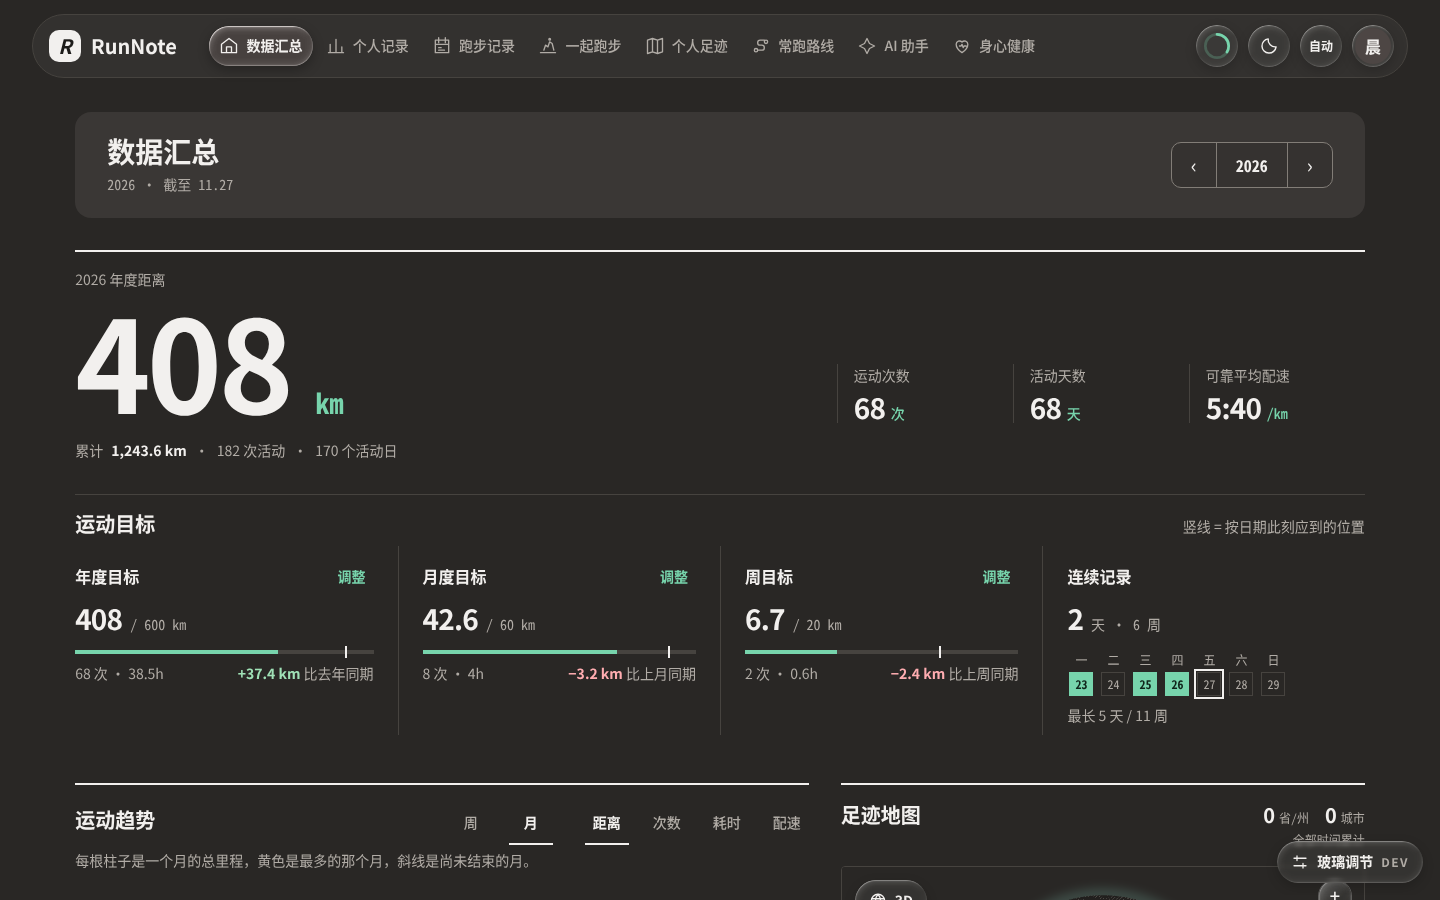 R RunNote 数据汇总 个人记录 跑步记录 一起跑步 个人足迹 常跑路线 AI 助手 身心健康 自动 晨
数据汇总
2026 • 截至 11.27
‹ 2026 ›
2026 年度距离
408 km
运动次数 活动天数 可靠平均配速
68 次 68 天 5:40 /km
累计 1,243.6 km • 182 次活动 • 170 个活动日
运动目标 竖线 = 按日期此刻应到的位置
年度目标 调整
408 / 600 km
68 次 • 38.5h +37.4 km 比去年同期
月度目标 调整
42.6 / 60 km
8 次 • 4h −3.2 km 比上月同期
周目标 调整
6.7 / 20 km
2 次 • 0.6h −2.4 km 比上周同期
连续记录
2 天 • 6 周
一 二 三 四 五 六 日
23 24 25 26 27 28 29
最长 5 天 / 11 周
运动趋势 周 月 距离 次数 耗时 配速
每根柱子是一个月的总里程，黄色是最多的那个月，斜线是尚未结束的月。
足迹地图 0 省/州 0 城市
全部时间累计
玻璃调节 DEV
3D +